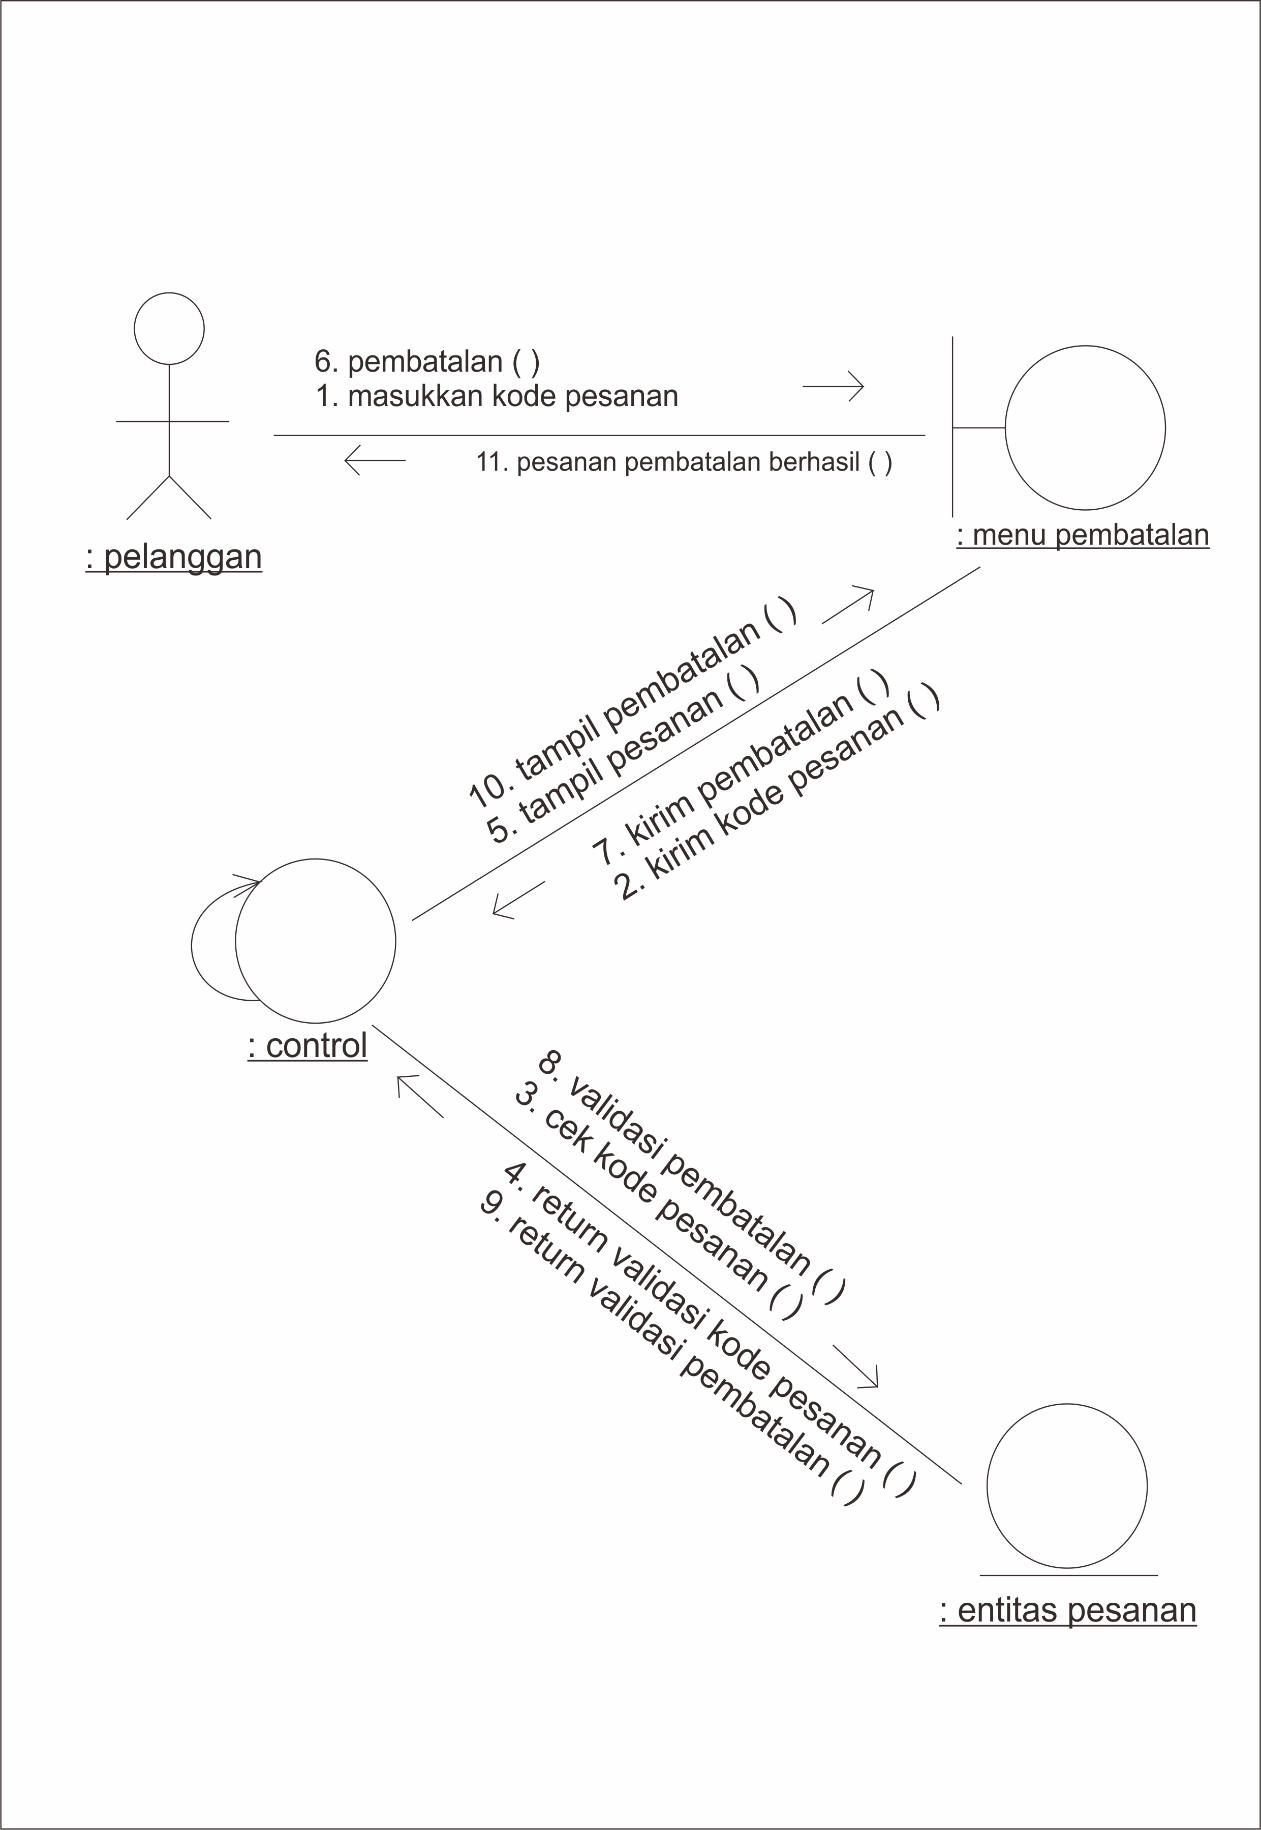 6. pembatalan ( )
1. masukkan kode pesanan
11. pesanan pembatalan berhasil ( )
: pelanggan
: menu pembatalan
10. tampil pembatalan ( )
5. tampil pesanan ( )
7. kirim pembatalan ( )
2. kirim kode pesanan ( )
: control
8. validasi pembatalan ( )
3. cek kode pesanan ( )
4. return validasi kode pesanan ( )
9. return validasi pembatalan ( )
: entitas pesanan